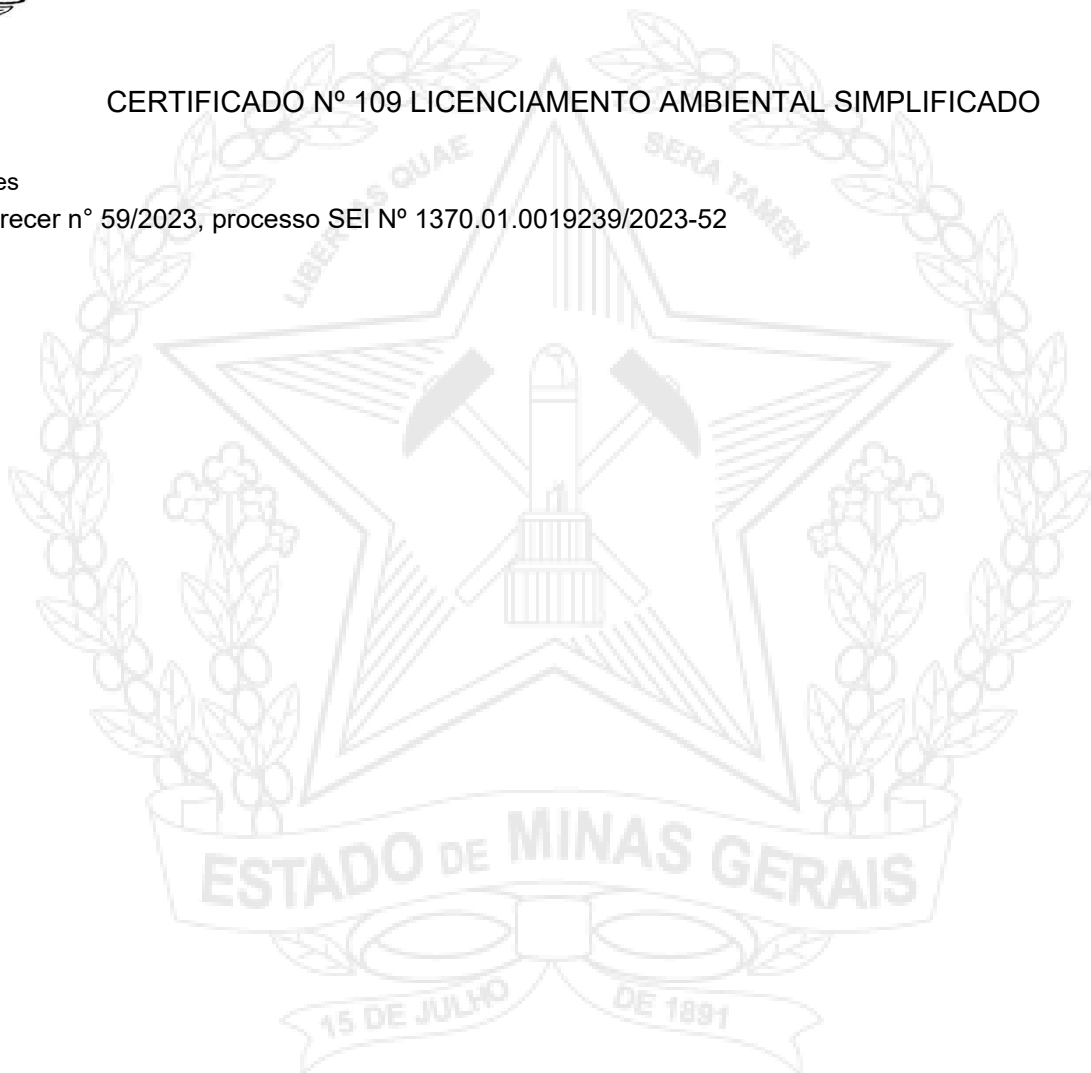 CERTIFICADO Nº 109 LICENCIAMENTO AMBIENTAL SIMPLIFICADO
LIBERTAS QUAE SERA TAMEN
es
recer n° 59/2023, processo SEI Nº 1370.01.0019239/2023-52
ESTADO DE MINAS GERAIS
15 DE JULHO DE 1891